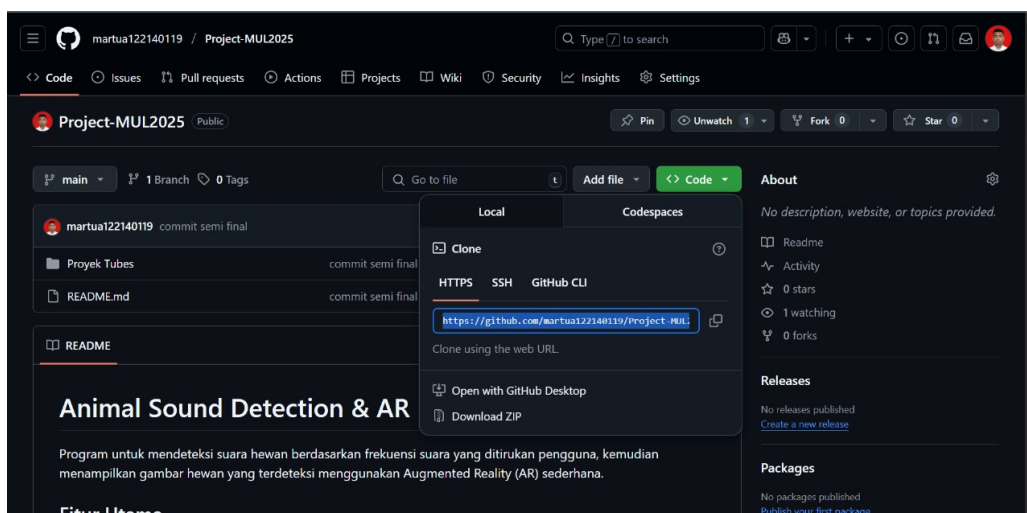 martua122140119 / Project-MUL2025
Type / to search
Code Issues Pull requests Actions Projects Wiki Security Insights Settings
Project-MUL2025 Public
Pin Unwatch 1 Fork 0 Star 0
main 1 Branch 0 Tags
Go to file t Add file Code
About
No description, website, or topics provided.
Readme
Activity
0 stars
1 watching
0 forks
Releases
No releases published
Create a new release
Packages
No packages published
Publish your first package
martua122140119 commit semi final
Proyek Tubes commit semi final
README.md commit semi final
Local Codespaces
Clone
HTTPS SSH GitHub CLI
https://github.com/martua122140119/Project-MUL
Clone using the web URL.
Open with GitHub Desktop
Download ZIP
README
Animal Sound Detection & AR
Program untuk mendeteksi suara hewan berdasarkan frekuensi suara yang ditirukan pengguna, kemudian
menampilkan gambar hewan yang terdeteksi menggunakan Augmented Reality (AR) sederhana.
Fitur Utama